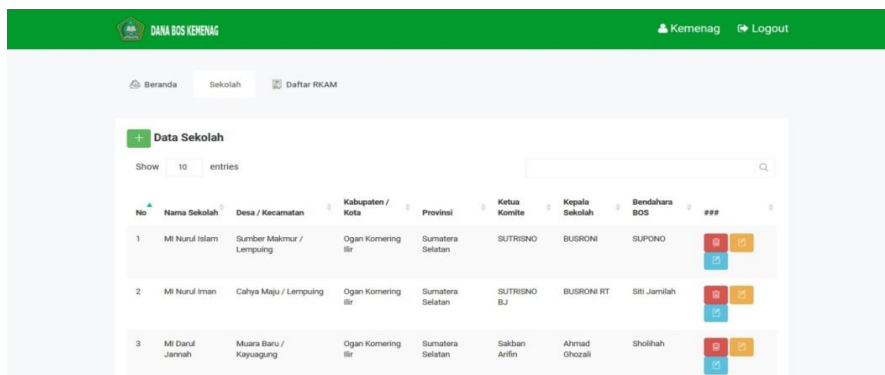 DANA BOS KEMENAG
Kemenag Logout
Beranda Sekolah Daftar RKAM
Data Sekolah
Show 10 entries
No Nama Sekolah Desa / Kecamatan Kabupaten / Kota Provinsi Ketua Komite Kepala Sekolah Bendahara BOS ###
1 MI Nurul Islam Sumber Makmur / Lempuing Ogan Komering Ilir Sumatera Selatan SUTRISNO BUSRONI SUPONO
2 MI Nurul Iman Cahya Maju / Lempuing Ogan Komering Ilir Sumatera Selatan SUTRISNO BJ BUSRONI RT Siti Jamilah
3 MI Darul Jannah Muara Baru / Kayuagung Ogan Komering Ilir Sumatera Selatan Sakban Arifin Ahmad Ghozali Sholihah